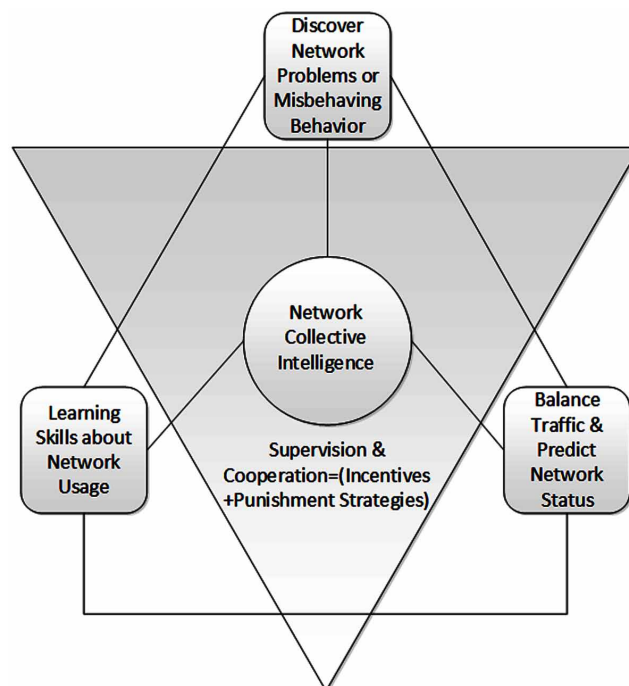 Discover
Network
Problems or
Misbehaving
Behavior
Network
Collective
Intelligence
Learning
Skills about
Network
Usage
Balance
Traffic &
Predict
Network
Status
Supervision &
Cooperation=(Incentives
+Punishment Strategies)